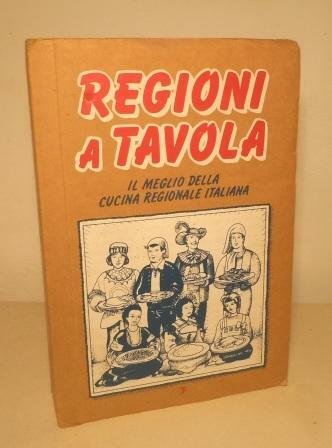 REGIONI
A TAVOLA
IL MEGLIO DELLA
CUCINA REGIONALE ITALIANA